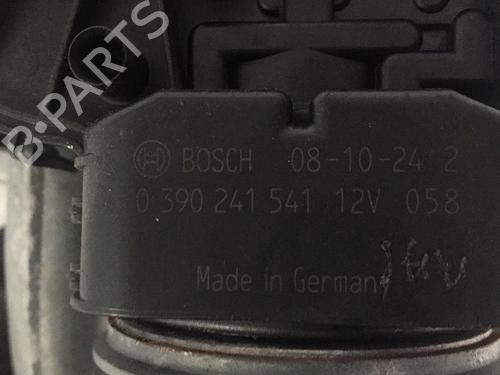 B-PARTS
BOSCH 08-10-24 2
0 390 241 541 12V 058
Made in Germany